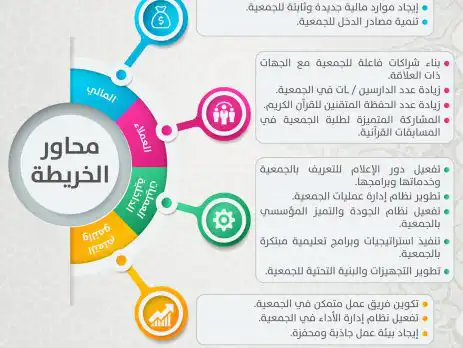 إيجاد موارد مالية جديدة وثابتة للجمعية.
تنمية مصادر الدخل للجمعية.
المالي
بناء شراكات فاعلة للجمعية مع الجهات
ذات العلاقة.
زيادة عدد الدارسين / ات في الجمعية.
زيادة عدد الحفظة المتقنين للقرآن الكريم.
المشاركة المتميزة لطلبة الجمعية في
المسابقات القرآنية.
العملاء
محاور
الخريطة
تفعيل دور الإعلام للتعريف بالجمعية
وخدماتها وبرامجها.
تطوير نظام إدارة عمليات الجمعية.
تفعيل نظام الجودة والتميز المؤسسي
بالجمعية.
تنفيذ استراتيجيات وبرامج تعليمية مبتكرة
بالجمعية.
تطوير التجهيزات والبنية التحتية للجمعية.
العمليات
الداخلية
التعلم
والنمو
تكوين فريق عمل متمكن في الجمعية.
تفعيل نظام إدارة الأداء في الجمعية.
إيجاد بيئة عمل جاذبة ومحفزة.